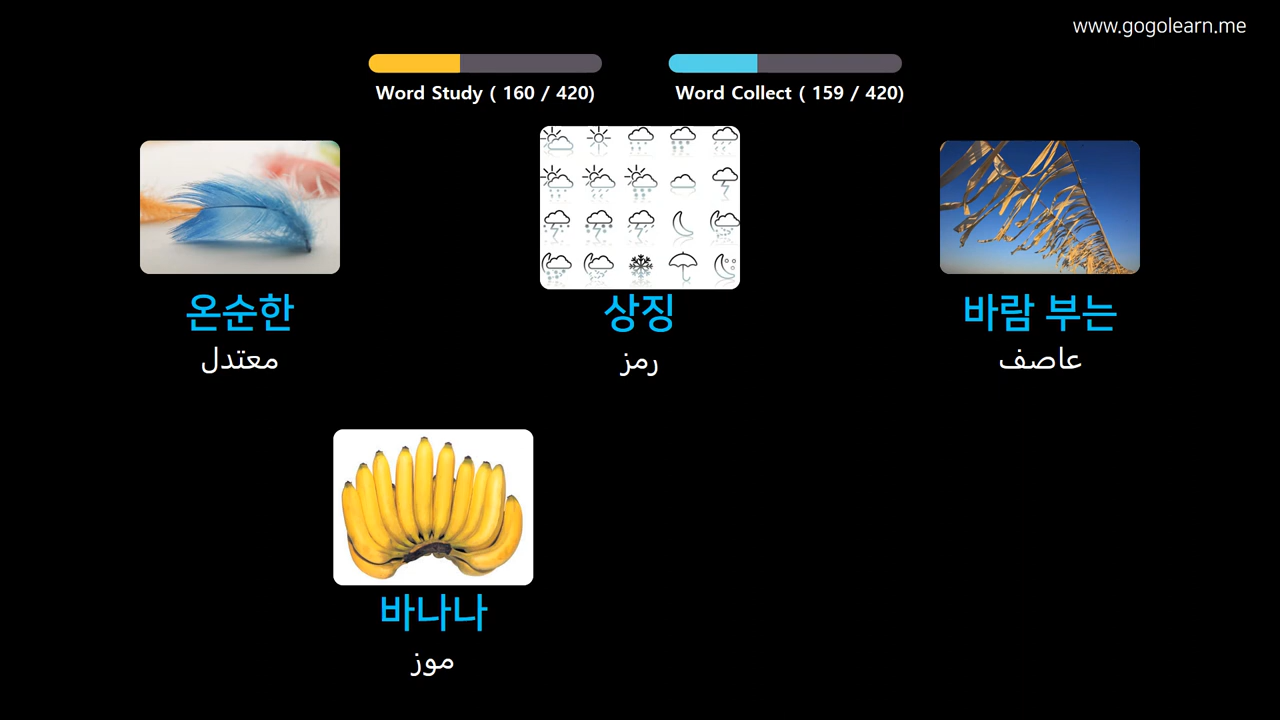 www.gogolearn.me
Word Study ( 160 / 420)
Word Collect ( 159 / 420)
온순한
معتدل
상징
رمز
바람 부는
عاصف
바나나
موز